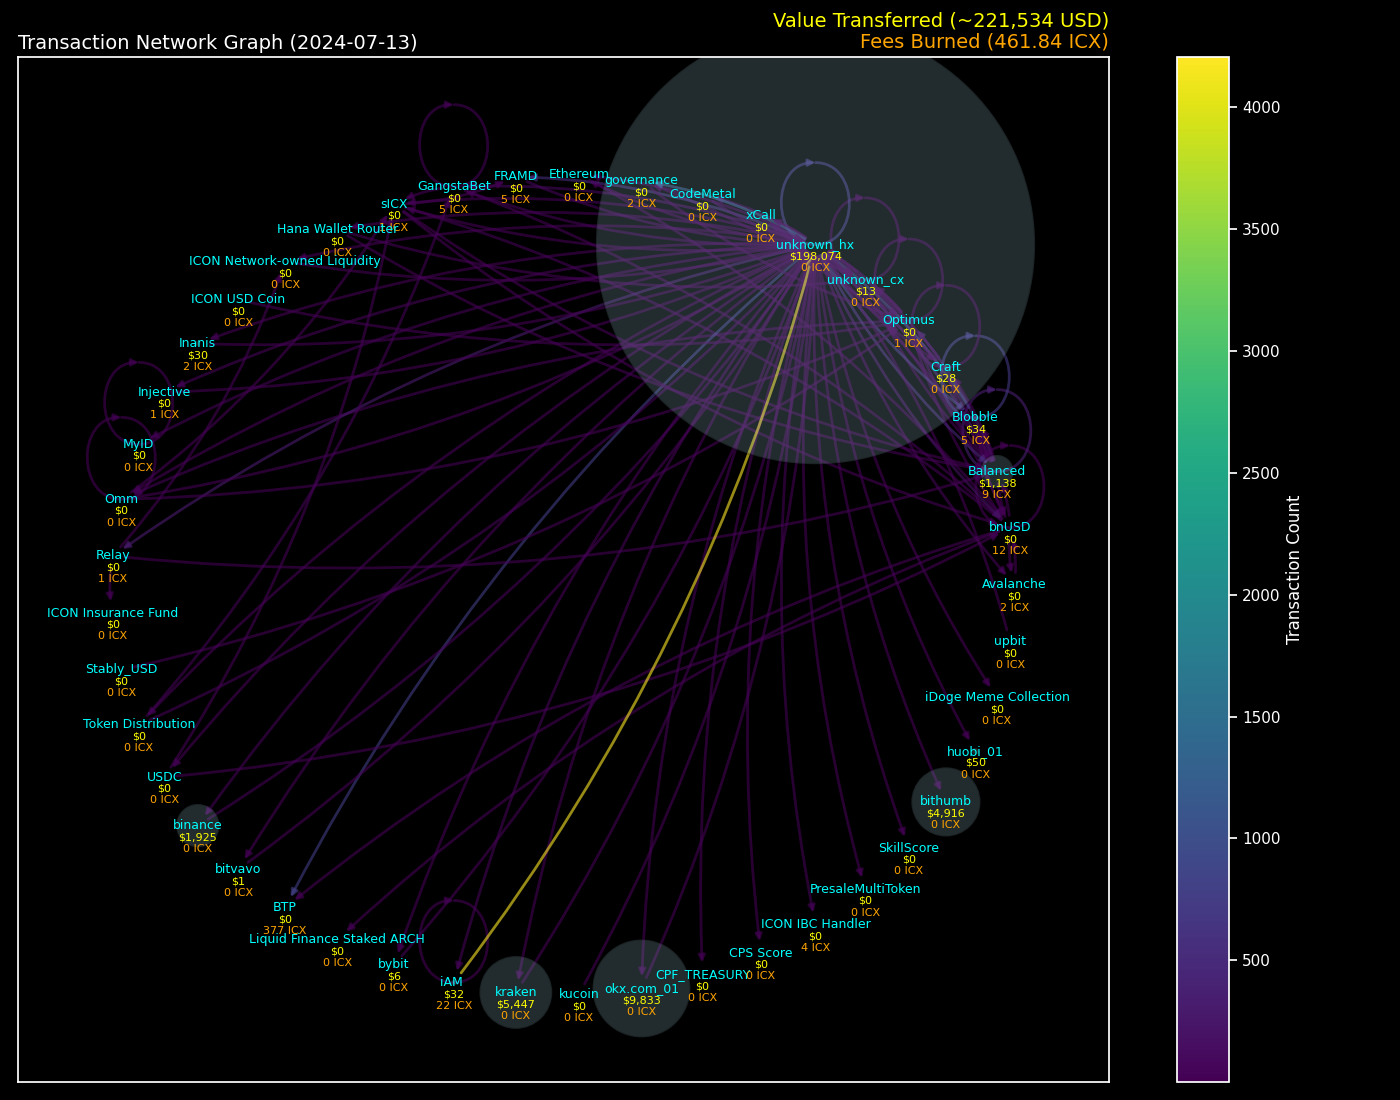 Value Transferred (~221,534 USD)
Transaction Network Graph (2024-07-13)
Fees Burned (461.84 ICX)
FRAMD
$0
5 ICX
Ethereum
$0
0 ICX
governance
$0
2 ICX
GangstaBet
$0
5 ICX
CodeMetal
$0
0 ICX
sICX
$0
1 ICX
xCall
$0
0 ICX
Hana Wallet Router
$0
0 ICX
unknown_hx
$198,074
0 ICX
ICON Network-owned Liquidity
$0
0 ICX
unknown_cx
$13
0 ICX
ICON USD Coin
$0
0 ICX
Optimus
$0
1 ICX
Inanis
$30
2 ICX
Craft
$28
0 ICX
Injective
$0
1 ICX
Blobble
$34
5 ICX
MyID
$0
0 ICX
Balanced
$1,138
9 ICX
Omm
$0
0 ICX
bnUSD
$0
12 ICX
Relay
$0
1 ICX
Avalanche
$0
2 ICX
ICON Insurance Fund
$0
0 ICX
upbit
$0
0 ICX
Stably_USD
$0
0 ICX
iDoge Meme Collection
$0
0 ICX
Token Distribution
$0
0 ICX
huobi_01
$50
0 ICX
USDC
$0
0 ICX
bithumb
$4,916
0 ICX
binance
$1,925
0 ICX
SkillScore
$0
0 ICX
bitvavo
$1
0 ICX
PresaleMultiToken
$0
0 ICX
BTP
$0
377 ICX
ICON IBC Handler
$0
4 ICX
Liquid Finance Staked ARCH
$0
0 ICX
CPS Score
$0
0 ICX
bybit
$6
0 ICX
CPF_TREASURY
$0
0 ICX
iAM
$32
22 ICX
okx.com_01
$9,833
0 ICX
kraken
$5,447
0 ICX
kucoin
$0
0 ICX
4000
3500
3000
2500
2000
1500
1000
500
Transaction Count